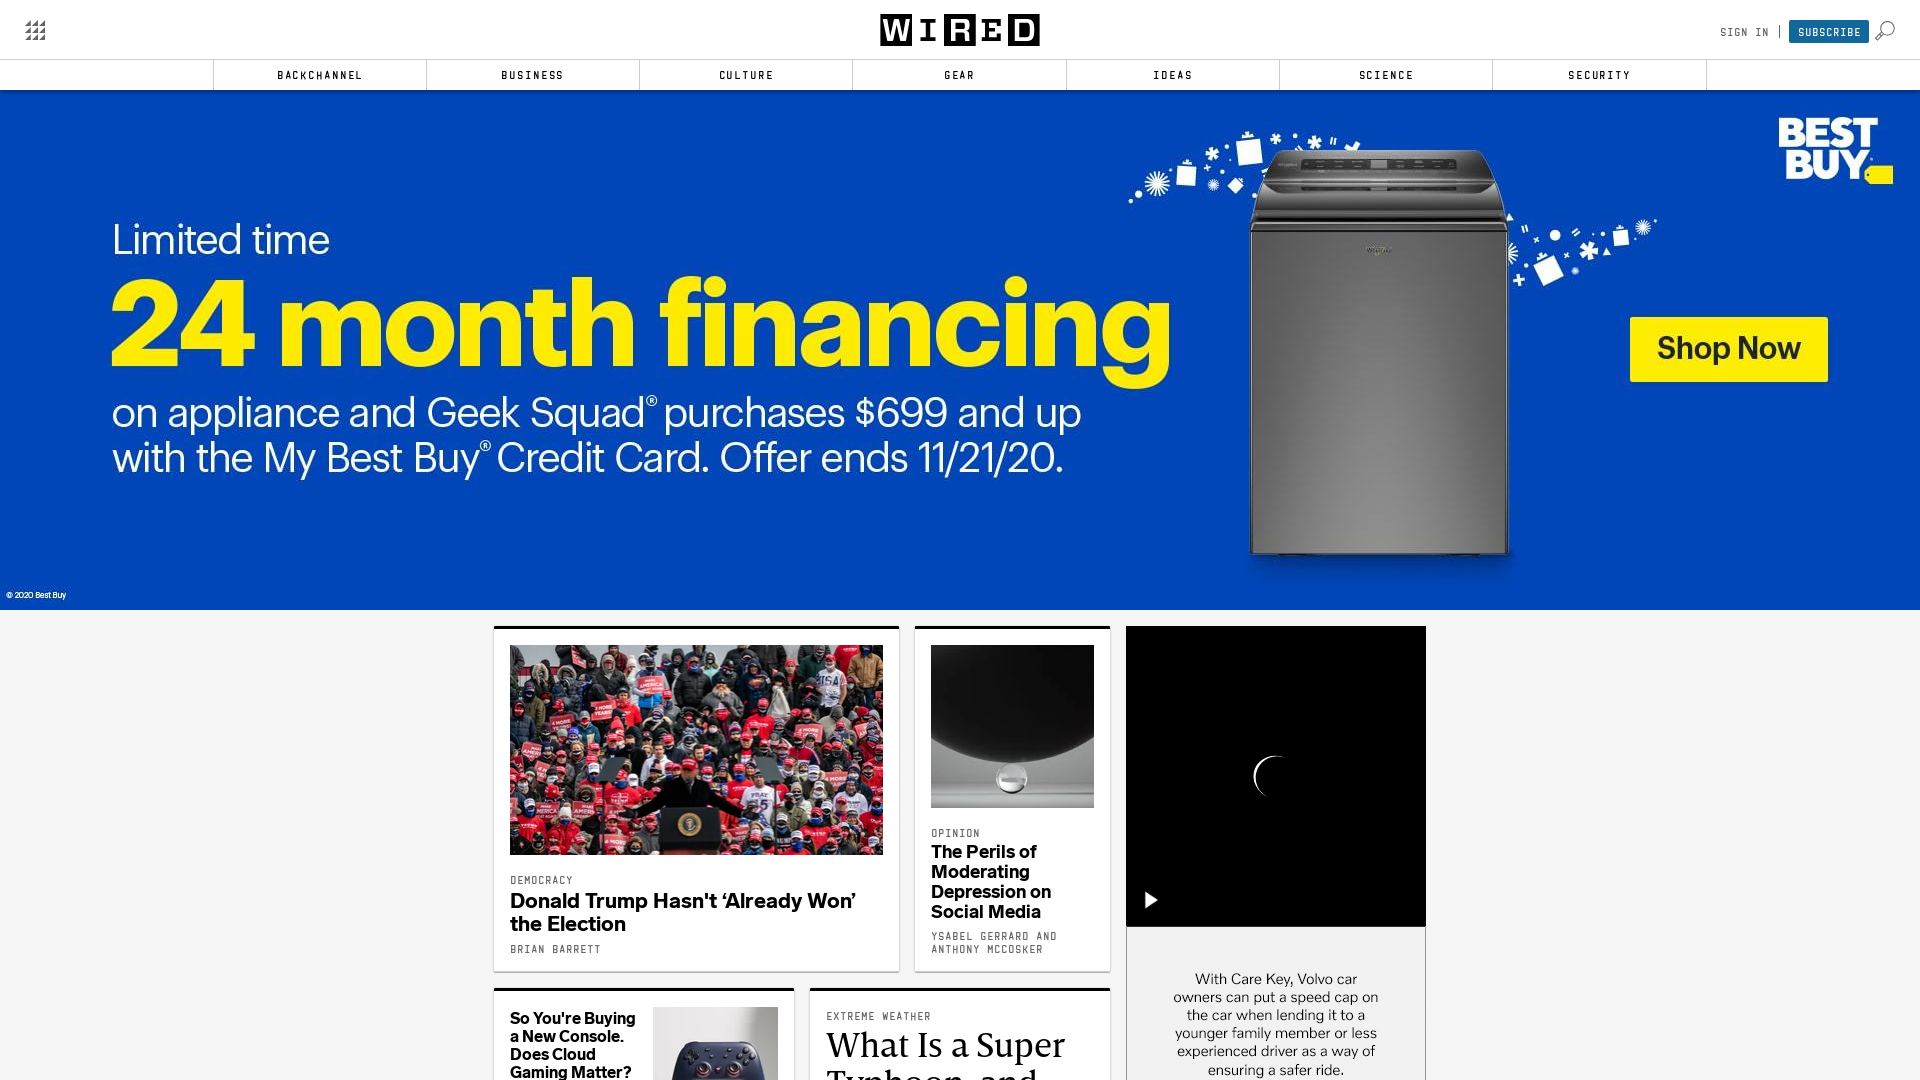 WIRED
SIGN IN
SUBSCRIBE
BACKCHANNEL
BUSINESS
CULTURE
GEAR
IDEAS
SCIENCE
SECURITY
BEST
BUY
Limited time
24 month financing
on appliance and Geek Squad® purchases $699 and up
with the My Best Buy® Credit Card. Offer ends 11/21/20.
Shop Now
© 2020 Best Buy
DEMOCRACY
Donald Trump Hasn't ‘Already Won’
the Election
BRIAN BARRETT
OPINION
The Perils of
Moderating
Depression on
Social Media
YSABEL GERRARD AND
ANTHONY MCCOSKER
So You're Buying
a New Console.
Does Cloud
Gaming Matter?
EXTREME WEATHER
What Is a Super
Typhoon, and
With Care Key, Volvo car
owners can put a speed cap on
the car when lending it to a
younger family member or less
experienced driver as a way of
ensuring a safer ride.